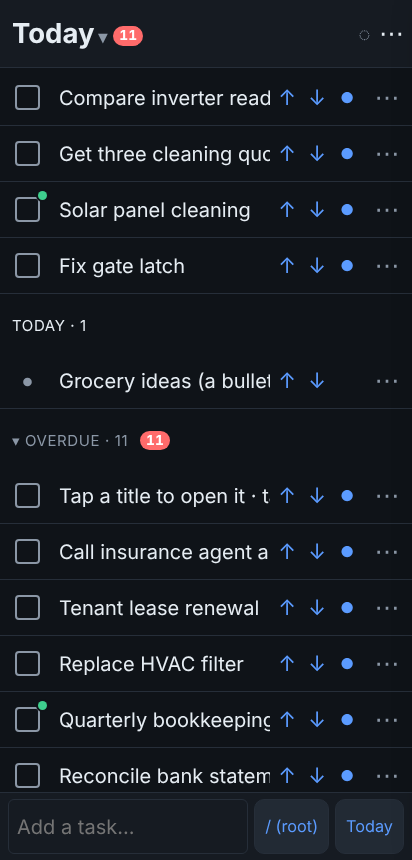 Today ▾ 11
Compare inverter read
Get three cleaning quo
Solar panel cleaning
Fix gate latch
TODAY · 1
Grocery ideas (a bullet
▾ OVERDUE · 11 11
Tap a title to open it · t
Call insurance agent a
Tenant lease renewal
Replace HVAC filter
Quarterly bookkeeping
Reconcile bank statem
Add a task... / (root) Today